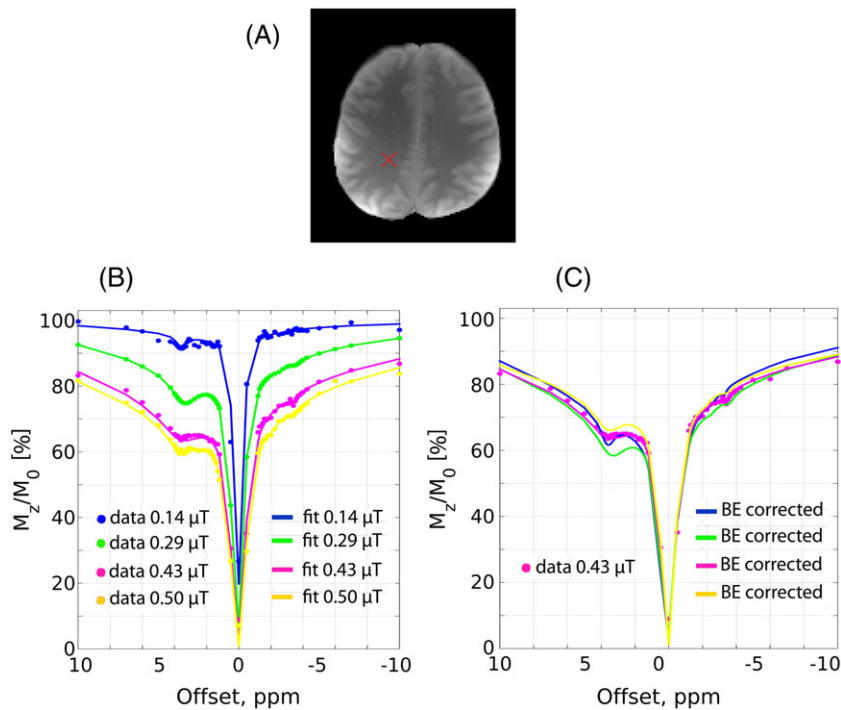 (A)
(B)
100
80
60
40
20
0
M_z/M_0 [%]
data 0.14 µT
data 0.29 µT
data 0.43 µT
data 0.50 µT
fit 0.14 µT
fit 0.29 µT
fit 0.43 µT
fit 0.50 µT
10 5 0 -5 -10
Offset, ppm
(C)
100
80
60
40
20
0
M_z/M_0 [%]
data 0.43 µT
BE corrected
BE corrected
BE corrected
BE corrected
10 5 0 -5 -10
Offset, ppm